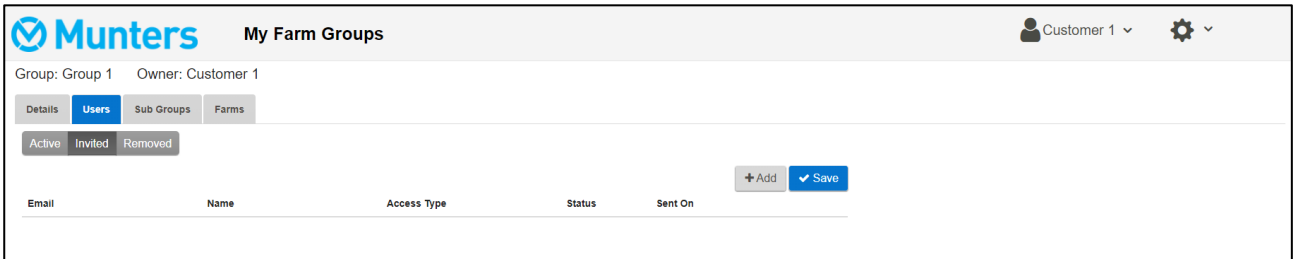 Munters My Farm Groups Customer 1
Group: Group 1 Owner: Customer 1
Details Users Sub Groups Farms
Active Invited Removed
+ Add Save
Email Name Access Type Status Sent On